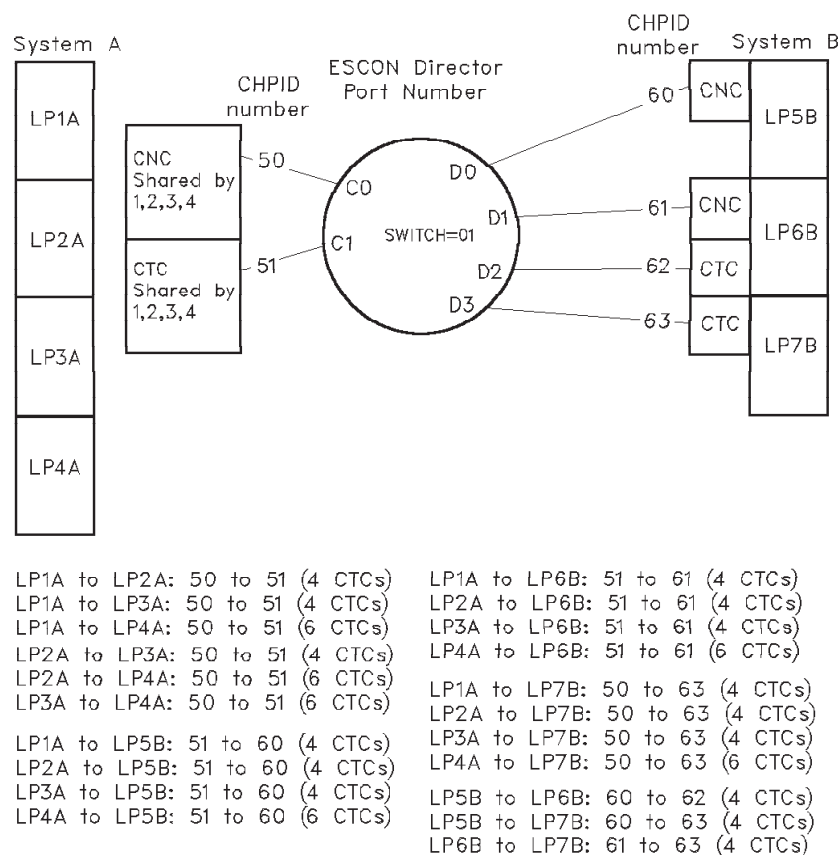 System A
LP1A
LP2A
LP3A
LP4A
CHPID
number
CNC
Shared by
1,2,3,4
CTC
Shared by
1,2,3,4
50
51
ESCON Director
Port Number
C0
C1
SWITCH=01
D0
D1
D2
D3
CHPID
number
System B
60
61
62
63
CNC
CNC
CTC
CTC
LP5B
LP6B
LP7B
LP1A to LP2A: 50 to 51 (4 CTCs)
LP1A to LP3A: 50 to 51 (4 CTCs)
LP1A to LP4A: 50 to 51 (6 CTCs)
LP2A to LP3A: 50 to 51 (4 CTCs)
LP2A to LP4A: 50 to 51 (6 CTCs)
LP3A to LP4A: 50 to 51 (6 CTCs)
LP1A to LP5B: 51 to 60 (4 CTCs)
LP2A to LP5B: 51 to 60 (4 CTCs)
LP3A to LP5B: 51 to 60 (4 CTCs)
LP4A to LP5B: 51 to 60 (6 CTCs)
LP1A to LP6B: 51 to 61 (4 CTCs)
LP2A to LP6B: 51 to 61 (4 CTCs)
LP3A to LP6B: 51 to 61 (4 CTCs)
LP4A to LP6B: 51 to 61 (6 CTCs)
LP1A to LP7B: 50 to 63 (4 CTCs)
LP2A to LP7B: 50 to 63 (4 CTCs)
LP3A to LP7B: 50 to 63 (4 CTCs)
LP4A to LP7B: 50 to 63 (6 CTCs)
LP5B to LP6B: 60 to 62 (4 CTCs)
LP5B to LP7B: 60 to 63 (4 CTCs)
LP6B to LP7B: 61 to 63 (4 CTCs)